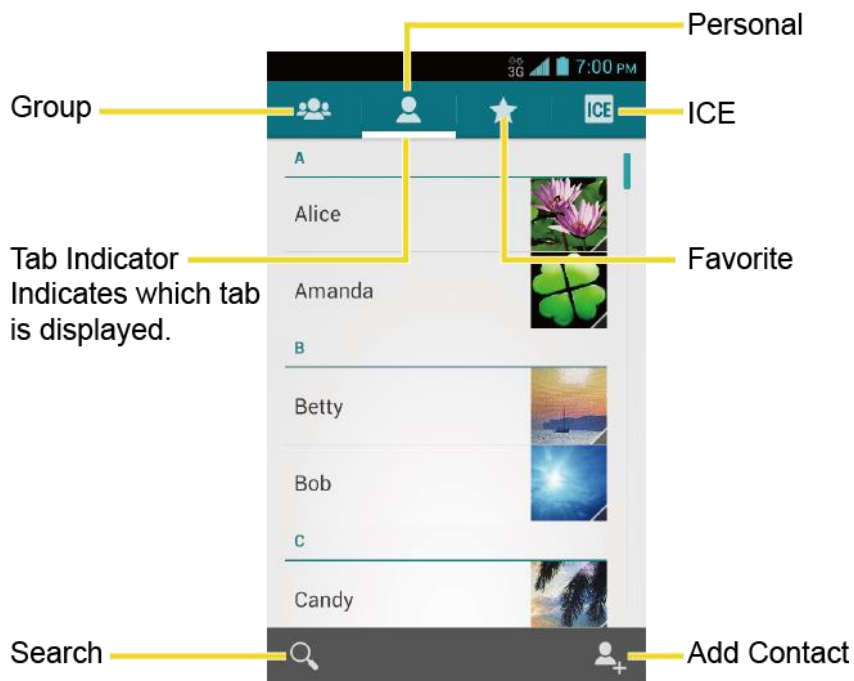 Personal
3G 7:00 PM
Group
ICE
ICE
A
Alice
Tab Indicator
Indicates which tab
is displayed.
Favorite
Amanda
B
Betty
Bob
C
Candy
Search
Add Contact